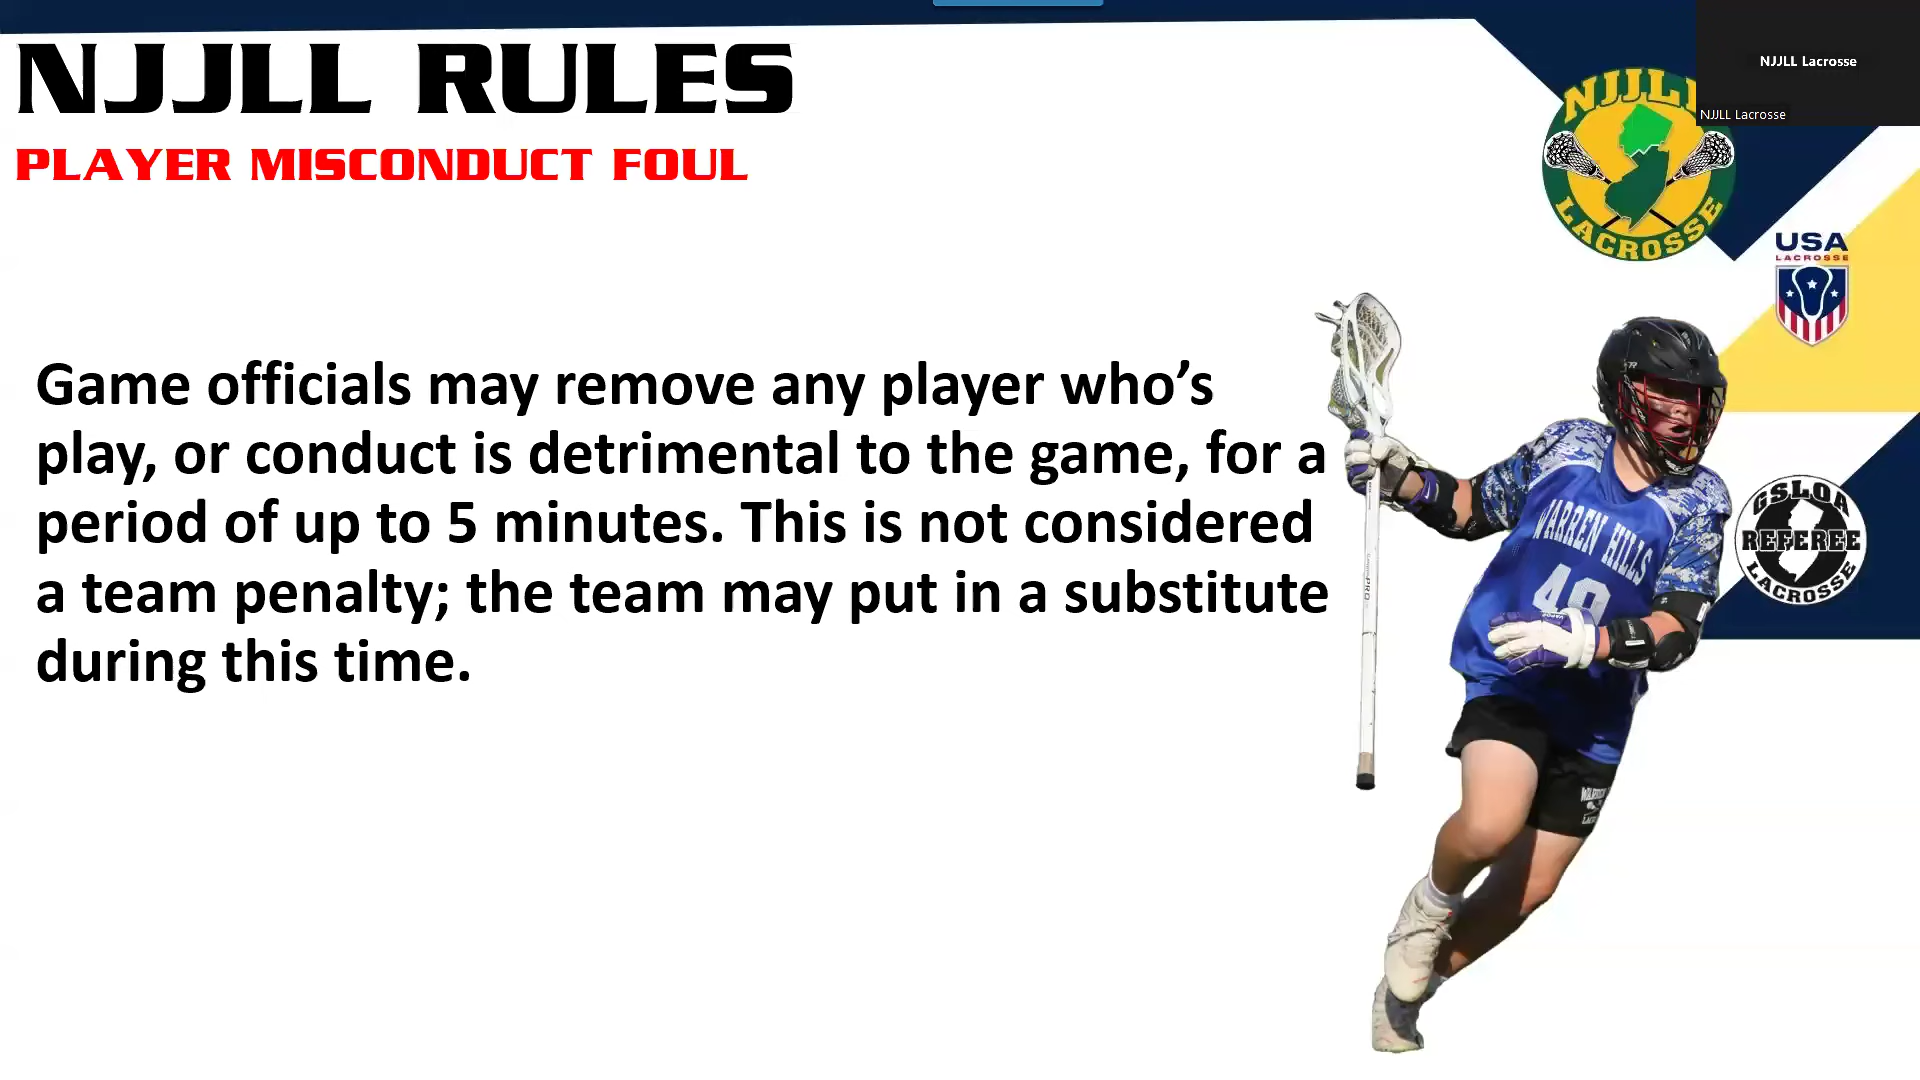 NJJLL RULES
PLAYER MISCONDUCT FOUL
Game officials may remove any player who’s
play, or conduct is detrimental to the game, for a
period of up to 5 minutes. This is not considered
a team penalty; the team may put in a substitute
during this time.
NJJLL Lacrosse
NJJLL Lacrosse
NJJLL
LACROSSE
USA
LACROSSE
GSLOA
REFEREE
LACROSSE
WARREN HILLS